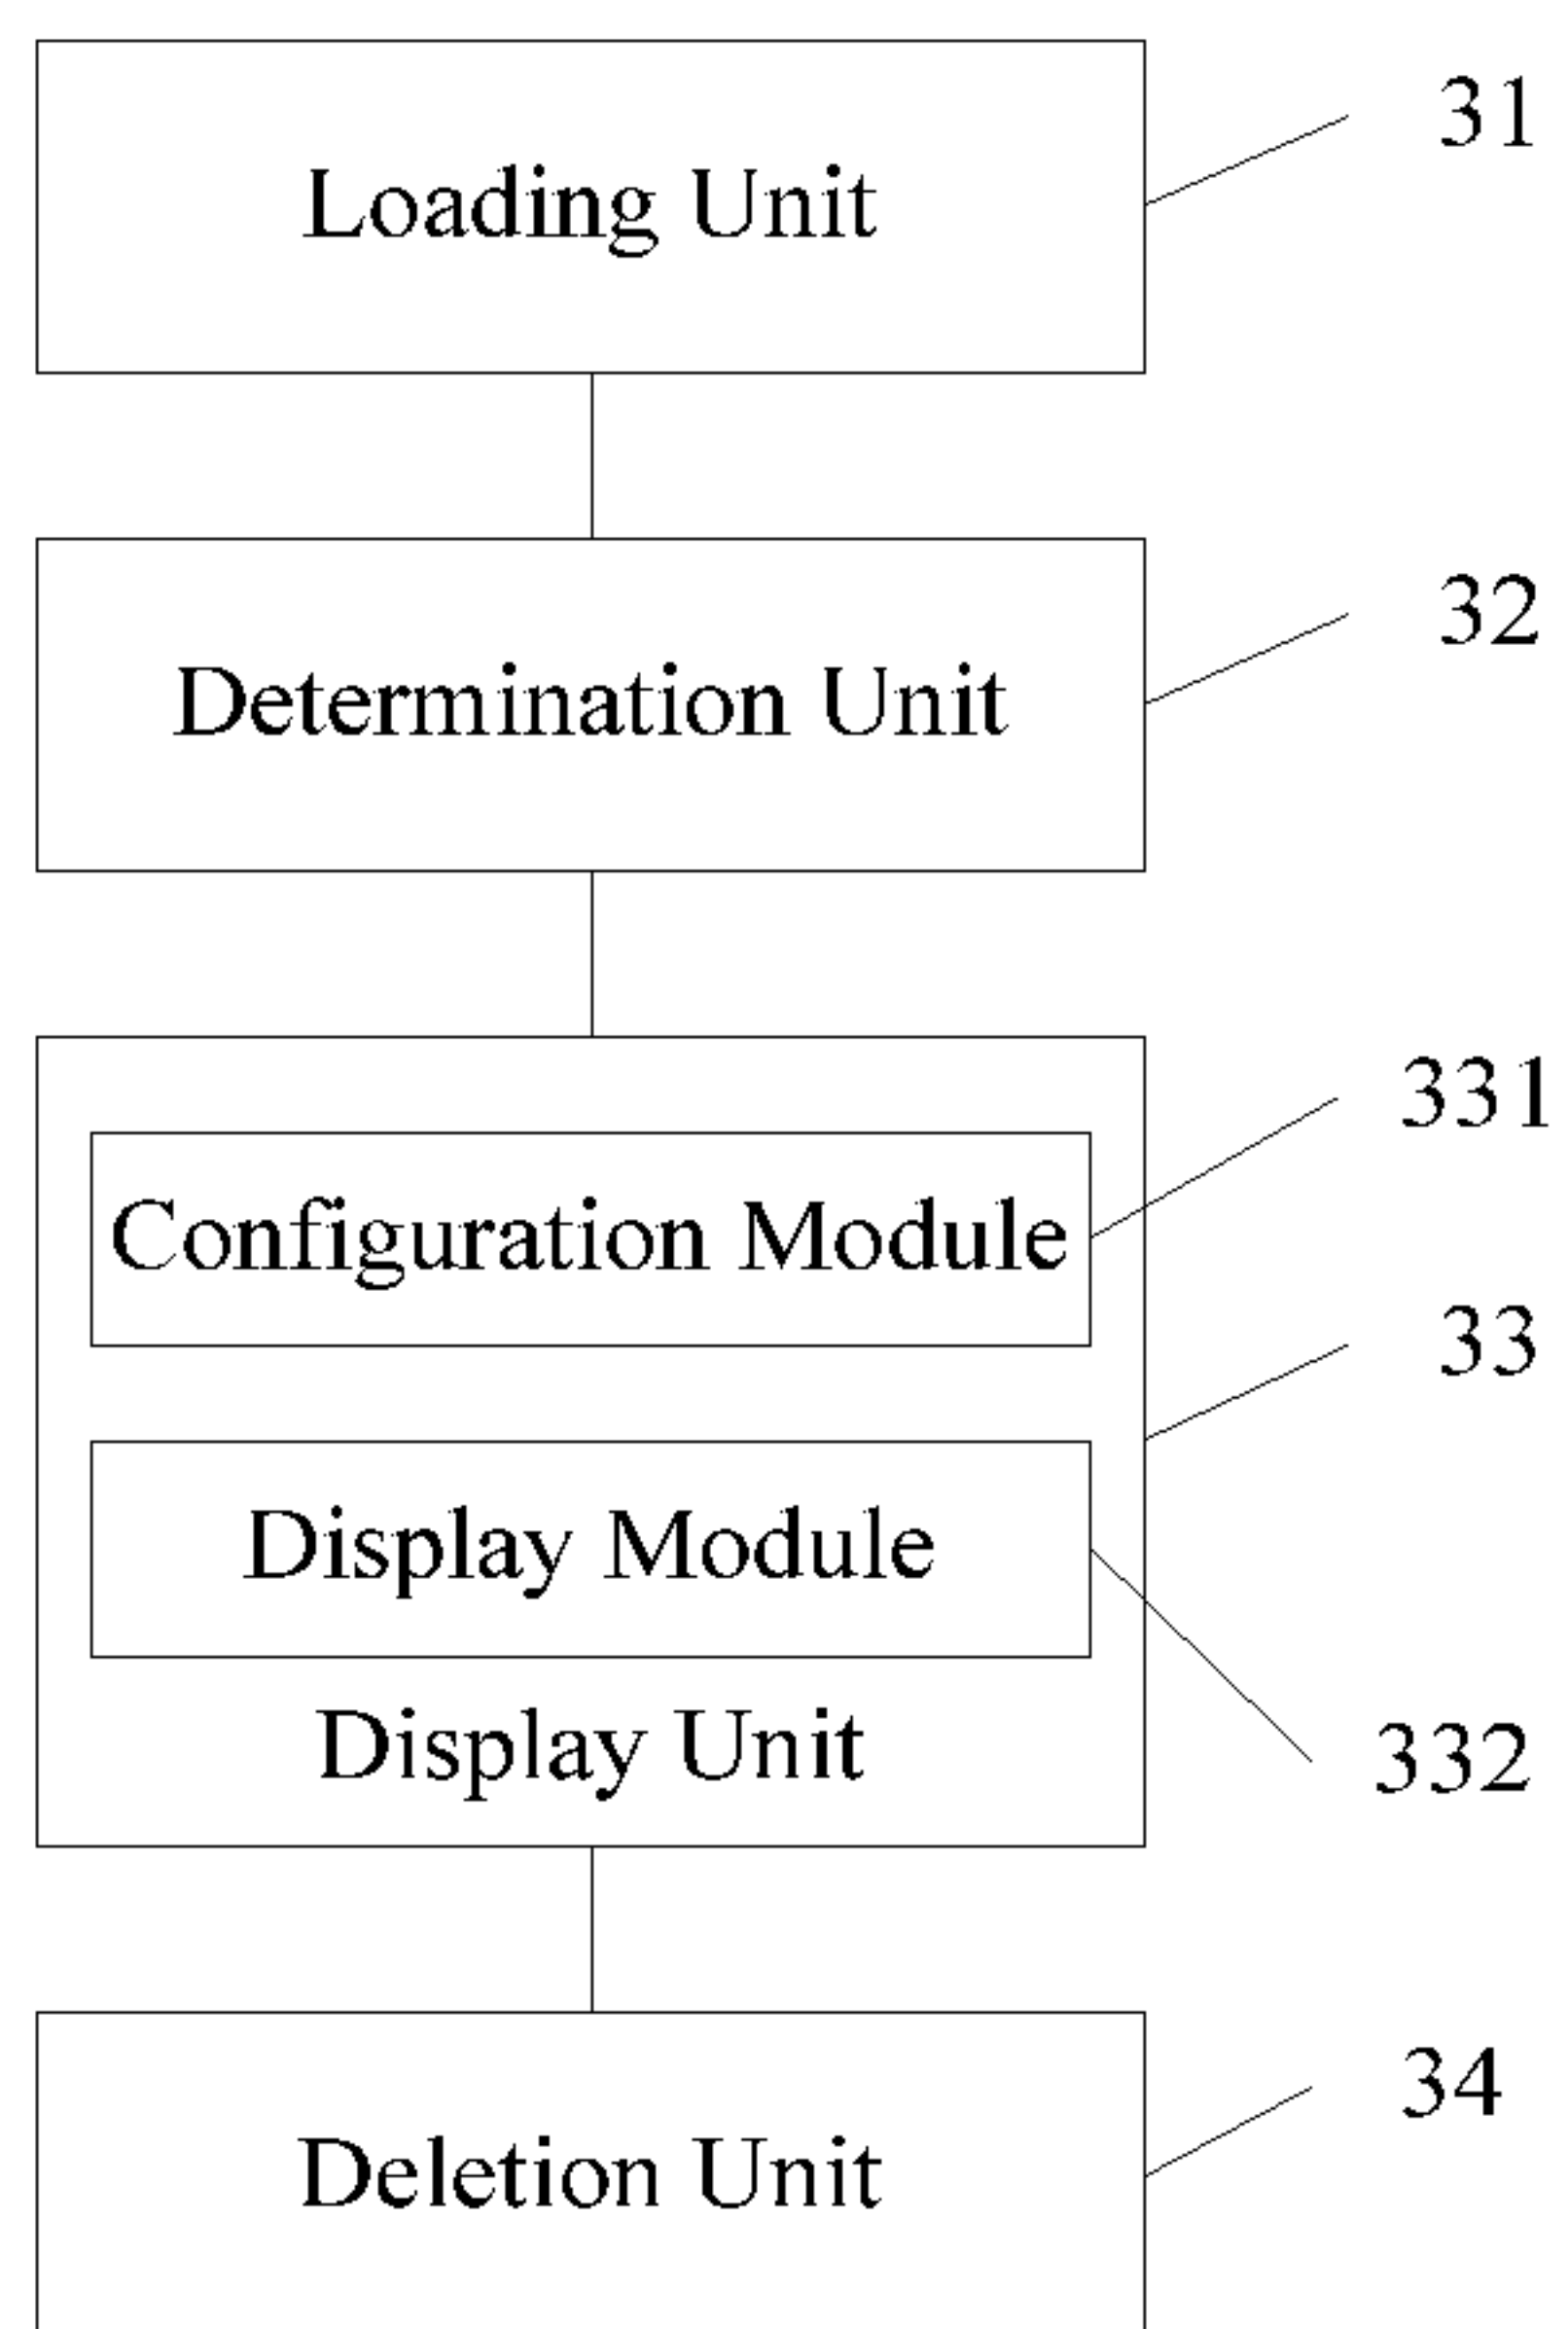 31
Loading Unit
32
Determination Unit
331
Configuration Module
33
Display Module
Display Unit
332
34
Deletion Unit